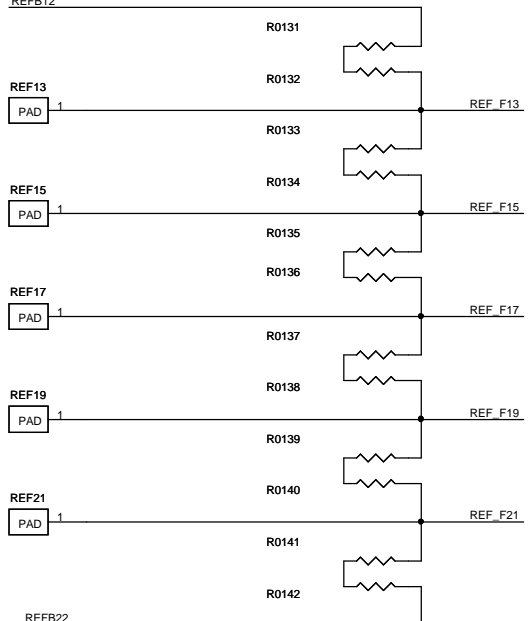 REFB12
R0131
R0132
REF13
PAD 1
REF_F13
R0133
R0134
REF15
PAD 1
REF_F15
R0135
R0136
REF17
PAD 1
REF_F17
R0137
R0138
REF19
PAD 1
REF_F19
R0139
R0140
REF21
PAD 1
REF_F21
R0141
R0142
REFB22